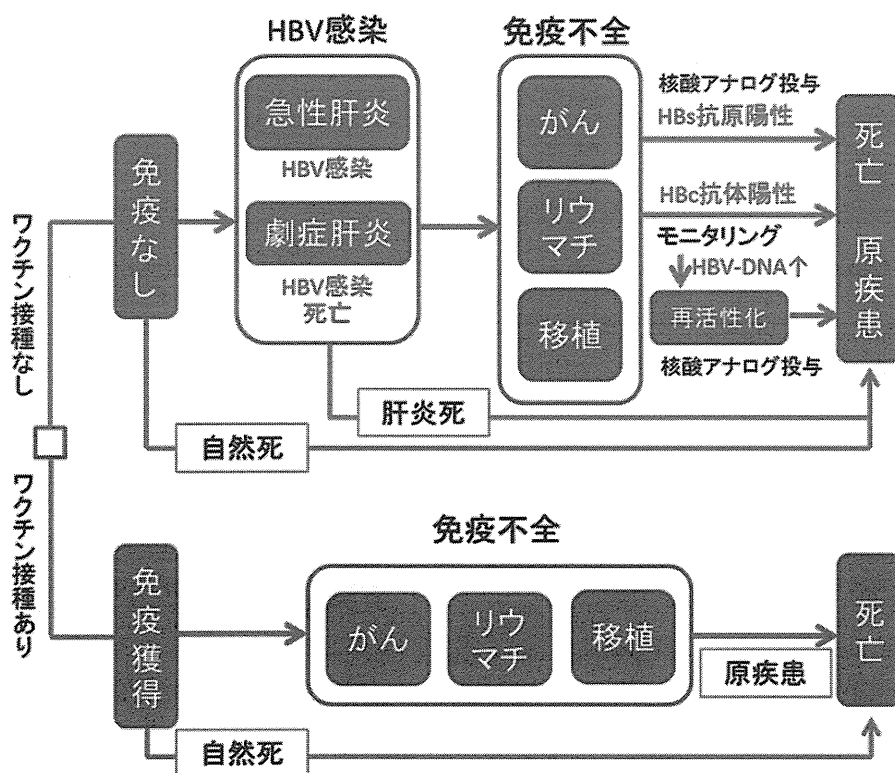 HBV感染
免疫不全
急性肝炎
HBV感染
劇症肝炎
HBV感染
死亡
がん
リウ
マチ
移植
核酸アナログ投与
HBs抗原陽性
HBc抗体陽性
モニタリング
HBV-DNA个
再活性化
核酸アナログ投与
死亡 原疾患
免疫なし
ワクチン接種なし
肝炎死
自然死
ワクチン接種あり
免疫不全
免疫獲得
がん
リウ
マチ
移植
原疾患
死亡
自然死